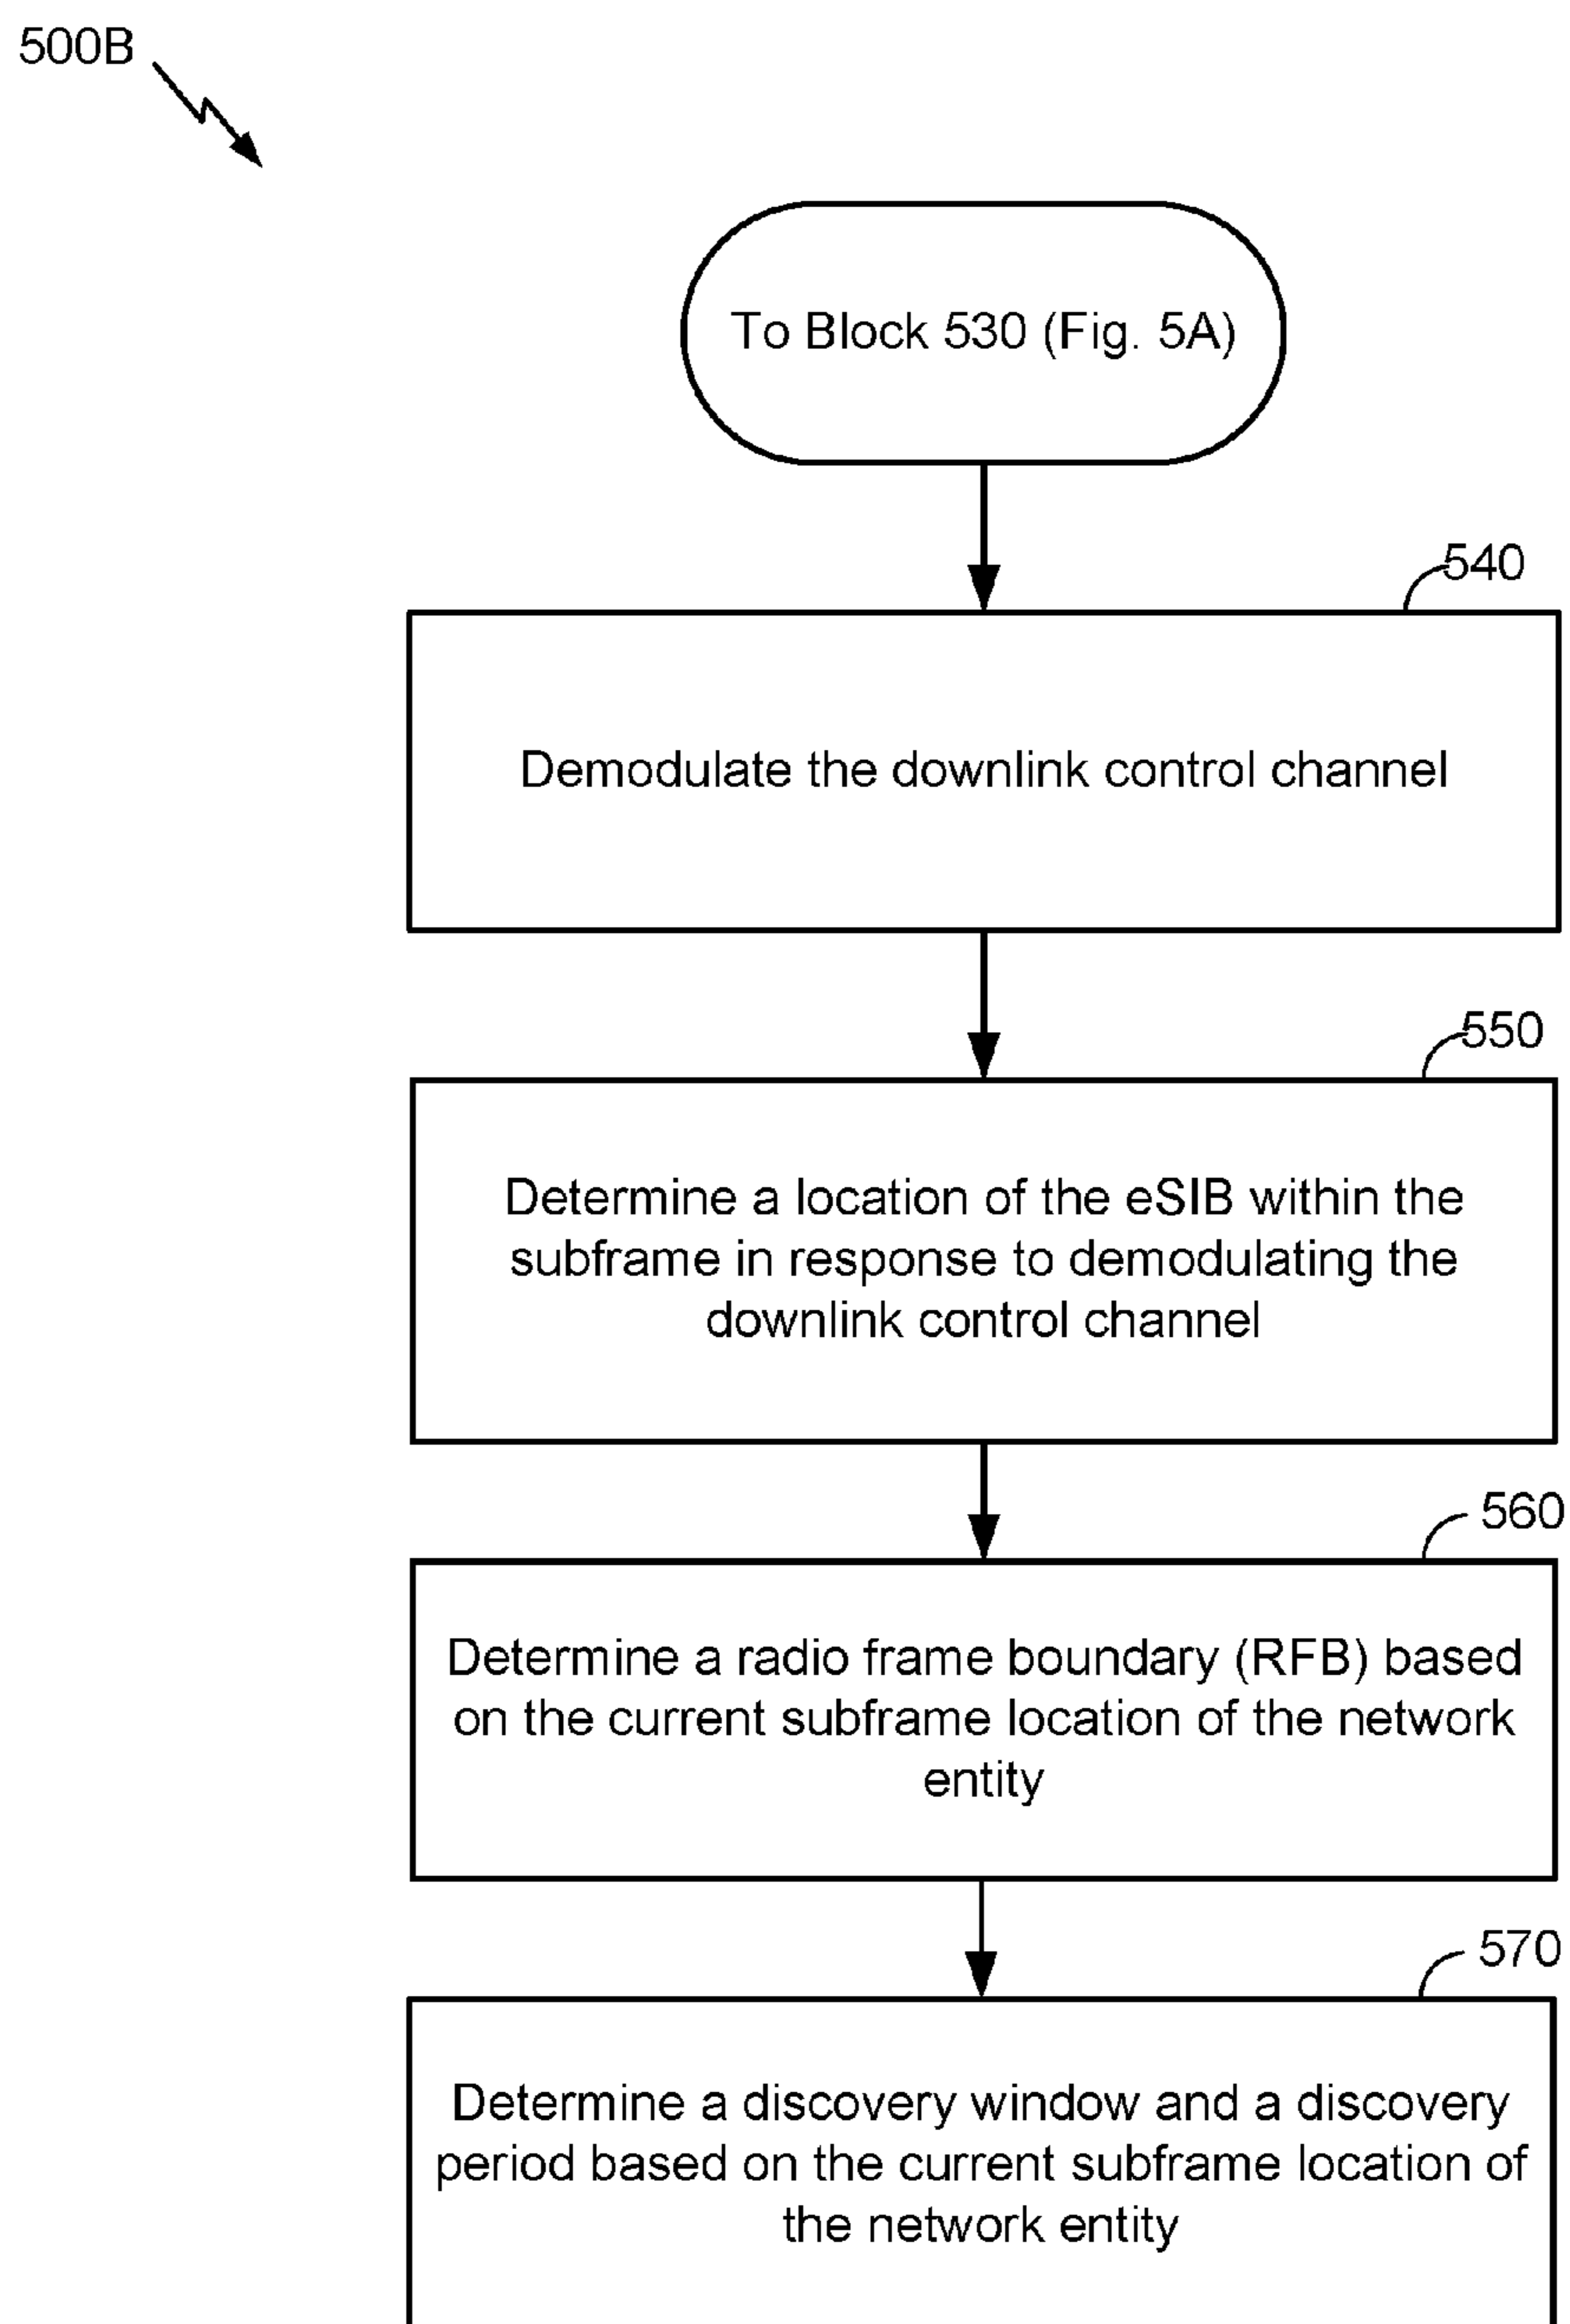 500B
To Block 530 (Fig. 5A)
540
Demodulate the downlink control channel
550
Determine a location of the eSIB within the
subframe in response to demodulating the
downlink control channel
560
Determine a radio frame boundary (RFB) based
on the current subframe location of the network
entity
570
Determine a discovery window and a discovery
period based on the current subframe location of
the network entity